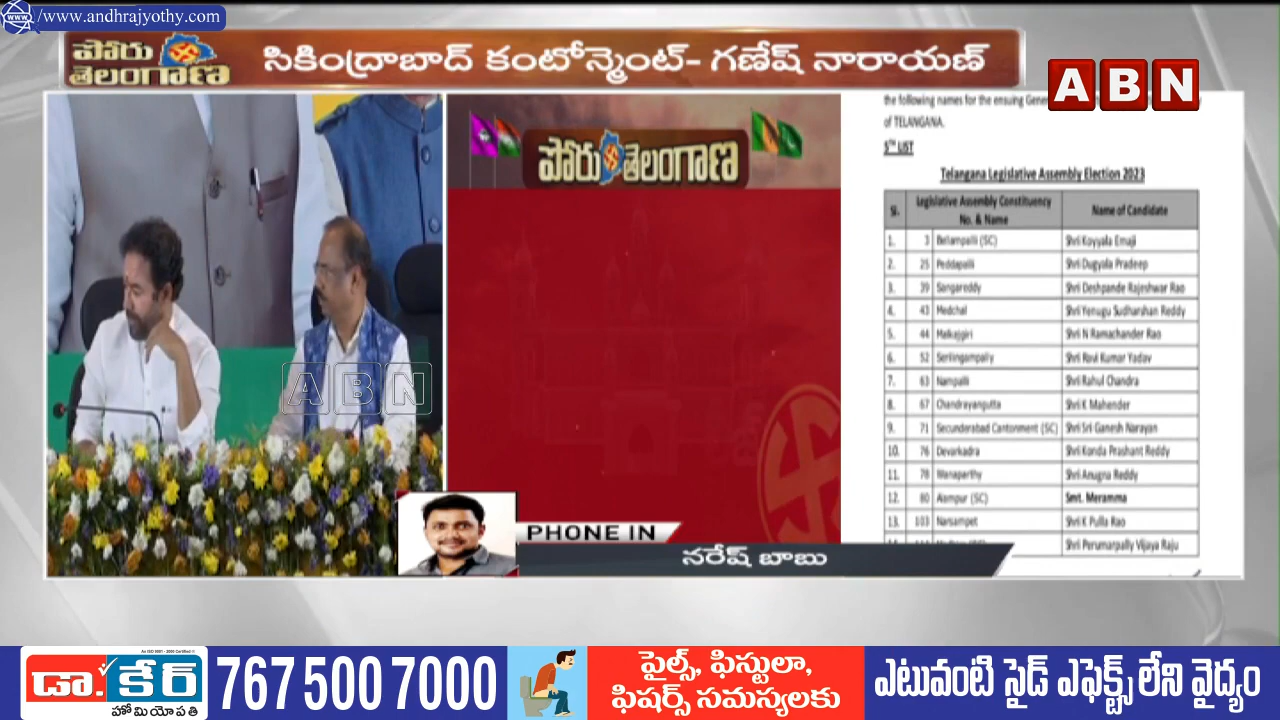 www.andhrajyothy.com
పోరు తెలంగాణ
సికింద్రాబాద్ కంటోన్మెంట్- గణేష్ నారాయణ్
ABN
the following names for the ensuing Gener
of TELANGANA.
5TH LIST
Telangana Legislative Assembly Election 2023
Sl. Legislative Assembly Constituency No. & Name Name of Candidate
1. 3 Bellampalli (SC) Shri Koyyala Emaji
2. 25 Peddapalli Shri Dugyala Pradeep
3. 39 Sangareddy Shri Deshpande Rajeshwar Rao
4. 43 Medchal Shri Yenugu Sudharshan Reddy
5. 44 Malkajgiri Shri N Ramachander Rao
6. 52 Serilingampally Shri Ravi Kumar Yadav
7. 63 Nampalli Shri Rahul Chandra
8. 67 Chandrayangutta Shri K Mahender
9. 71 Secunderabad Cantonment (SC) Shri Sri Ganesh Narayan
10. 76 Devarkadra Shri Konda Prashant Reddy
11. 78 Wanaparthy Shri Anugna Reddy
12. 80 Alampur (SC) Smt. Meramma
13. 103 Narsampet Shri K Pulla Rao
Shri Perumarpally Vijaya Raju
పోరు తెలంగాణ
ABN
PHONE IN
నరేష్ బాబు
డా. కేర్
హోమియోపతి
767 500 7000
పైల్స్, ఫిస్టులా,
ఫిషర్స్ సమస్యలకు
ఎటువంటి సైడ్ ఎఫెక్ట్స్ లేని వైద్యం